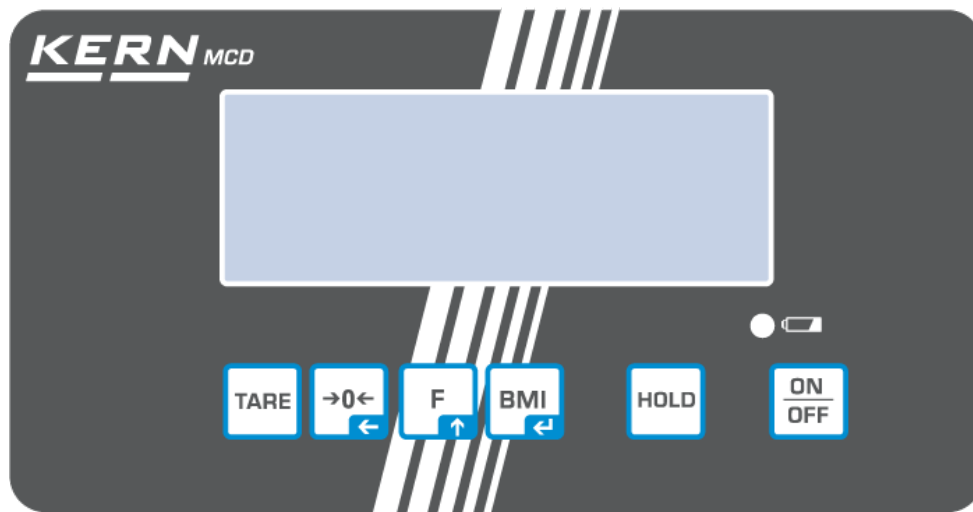 KERN MCD
TARE
→0←
F
BMI
HOLD
ON
OFF